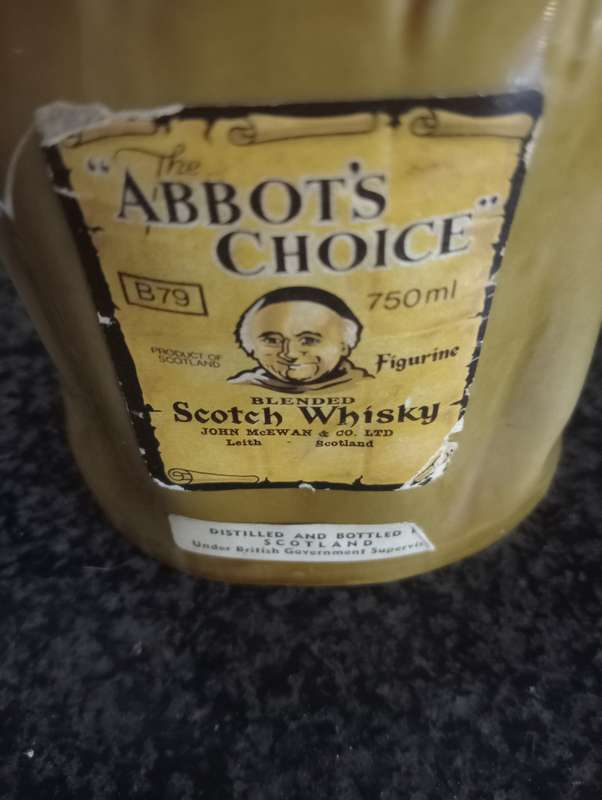 "The
ABBOT'S
CHOICE"
B79
750ml
PRODUCT OF
SCOTLAND
Figurine
BLENDED
Scotch Whisky
JOHN McEWAN & CO. LTD
Leith - Scotland
DISTILLED AND BOTTLED
SCOTLAND
Under British Government